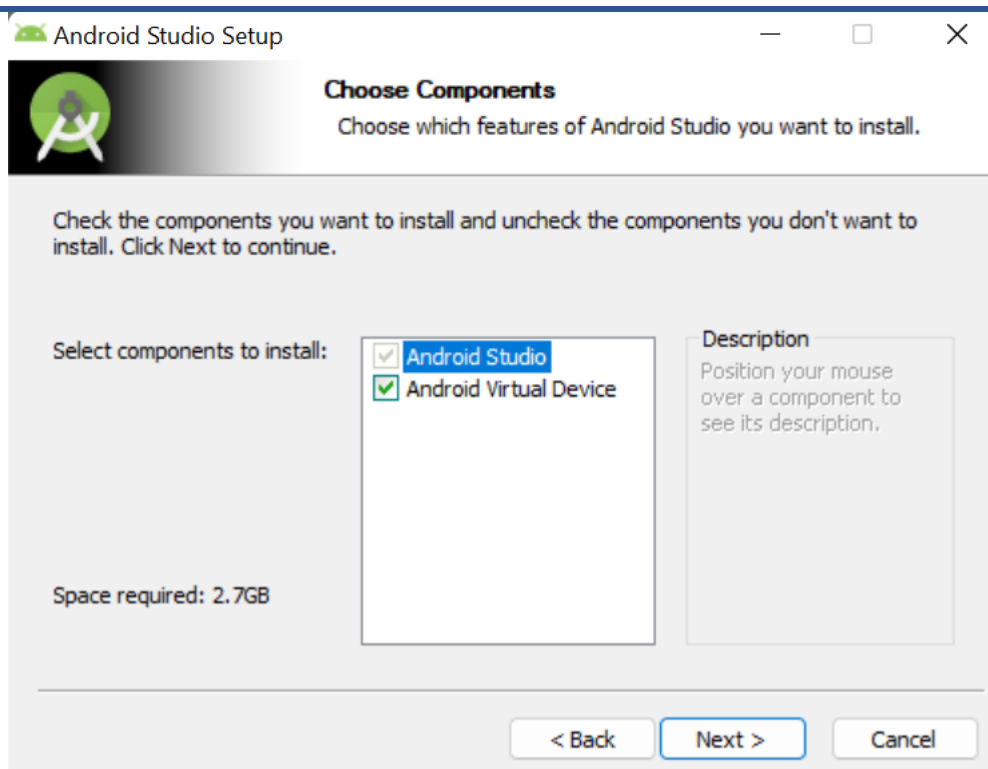 Android Studio Setup
Choose Components
Choose which features of Android Studio you want to install.
Check the components you want to install and uncheck the components you don't want to
install. Click Next to continue.
Select components to install:
Android Studio
Android Virtual Device
Description
Position your mouse
over a component to
see its description.
Space required: 2.7GB
< Back
Next >
Cancel